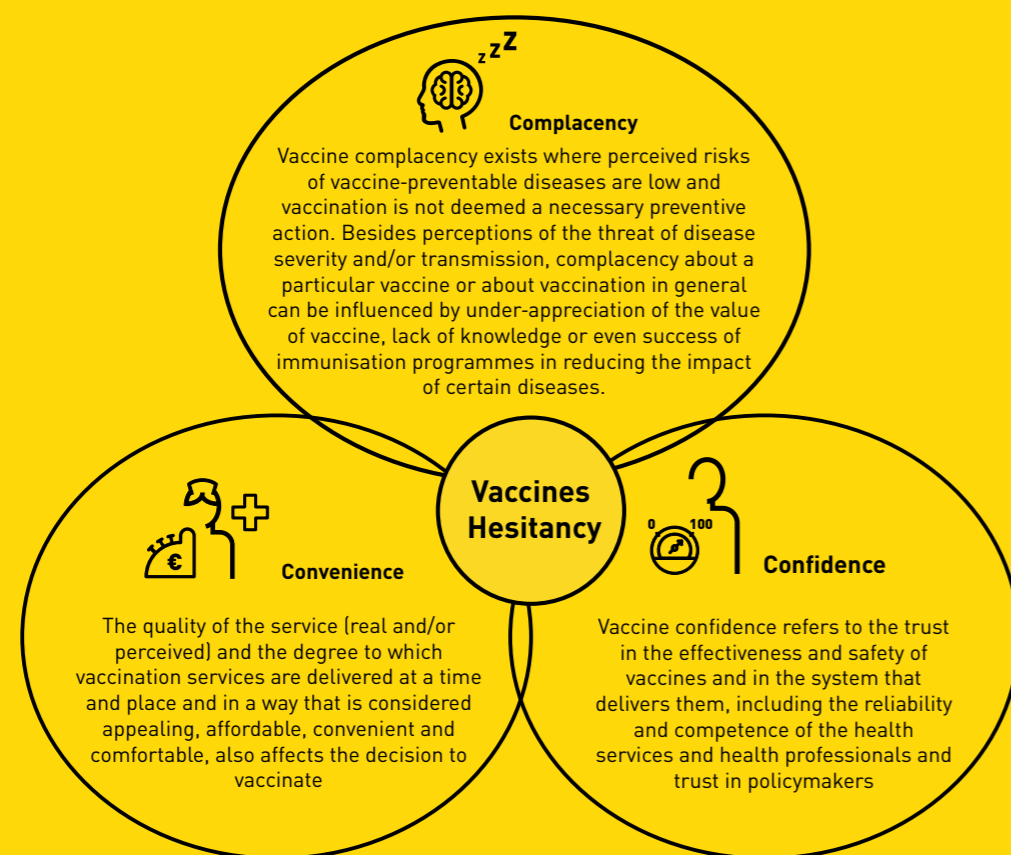 z z Z
Complacency
Vaccine complacency exists where perceived risks
of vaccine-preventable diseases are low and
vaccination is not deemed a necessary preventive
action. Besides perceptions of the threat of disease
severity and/or transmission, complacency about a
particular vaccine or about vaccination in general
can be influenced by under-appreciation of the value
of vaccine, lack of knowledge or even success of
immunisation programmes in reducing the impact
of certain diseases.
Vaccines
Hesitancy
€
Convenience
The quality of the service (real and/or
perceived) and the degree to which
vaccination services are delivered at a time
and place and in a way that is considered
appealing, affordable, convenient and
comfortable, also affects the decision to
vaccinate
0 100
Confidence
Vaccine confidence refers to the trust
in the effectiveness and safety of
vaccines and in the system that
delivers them, including the reliability
and competence of the health
services and health professionals and
trust in policymakers